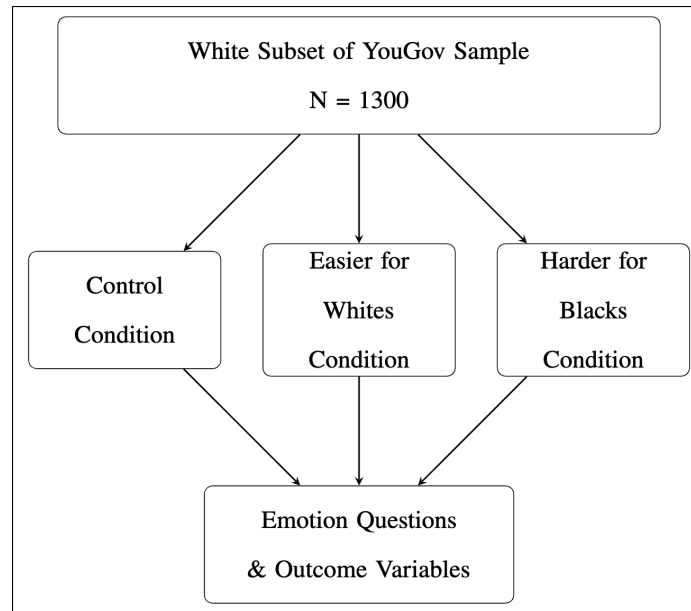 White Subset of YouGov Sample
N = 1300
Control
Condition
Easier for
Whites
Condition
Harder for
Blacks
Condition
Emotion Questions
& Outcome Variables